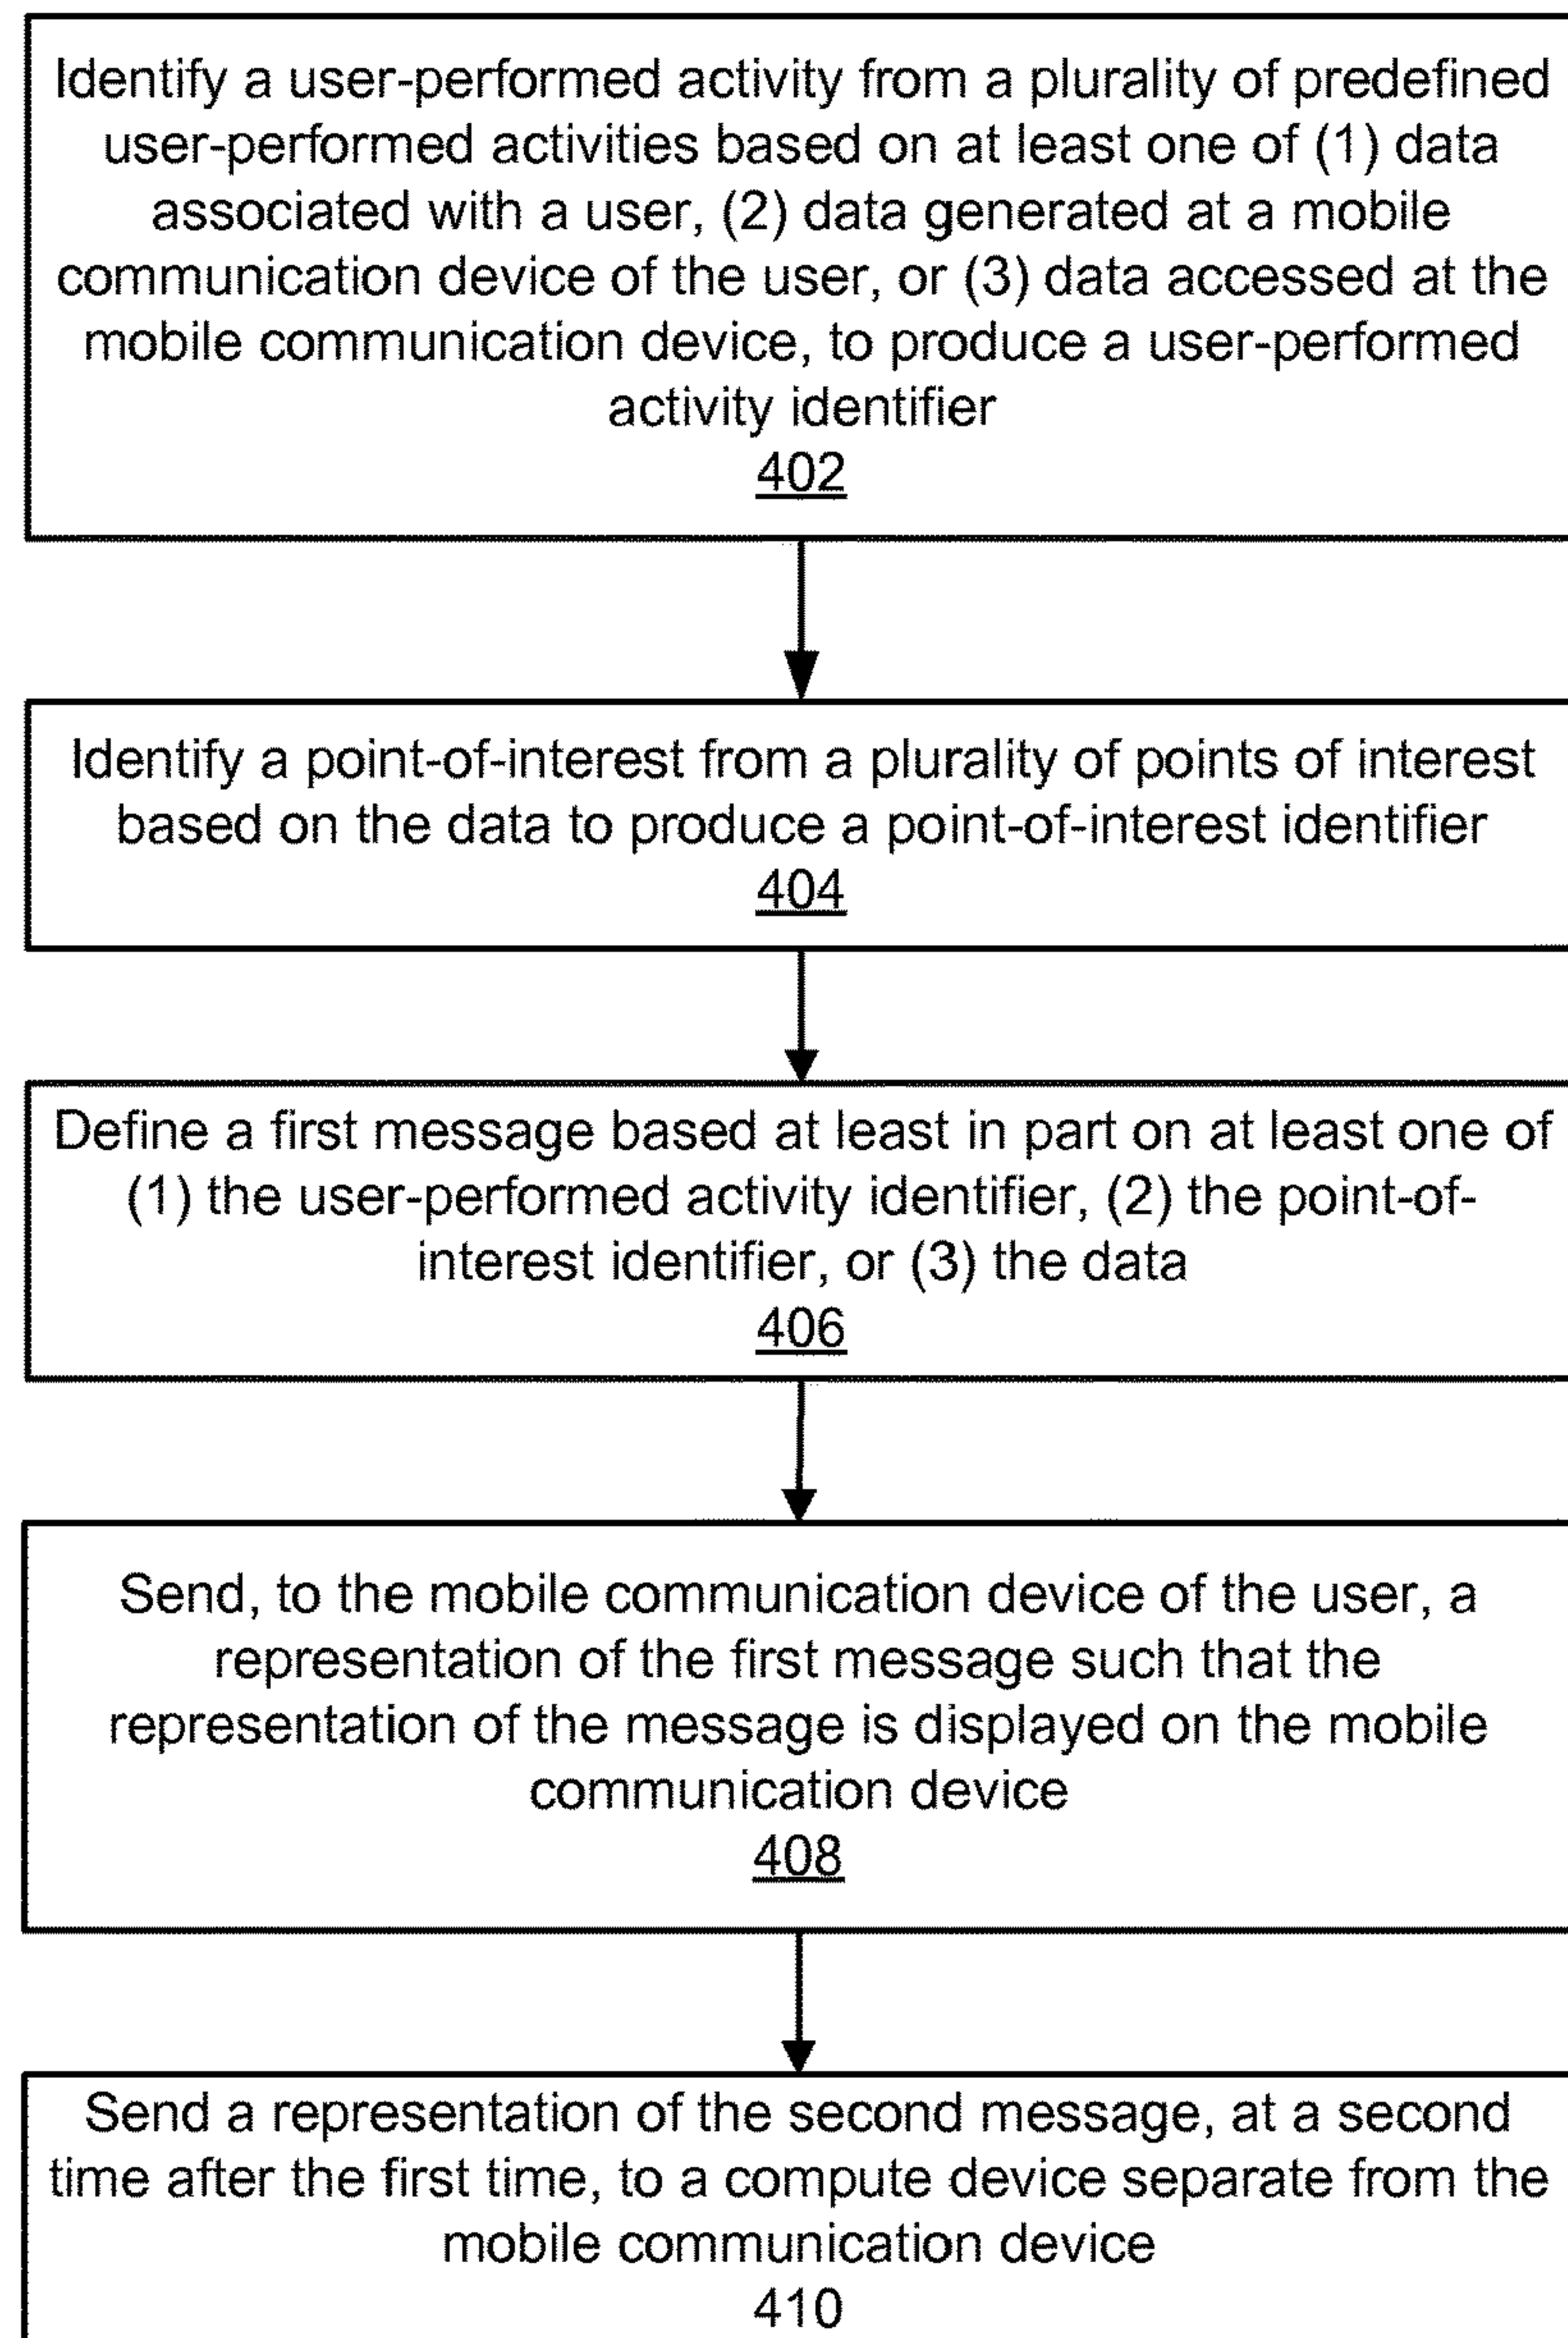 Identify a user-performed activity from a plurality of predefined
user-performed activities based on at least one of (1) data
associated with a user, (2) data generated at a mobile
communication device of the user, or (3) data accessed at the
mobile communication device, to produce a user-performed
activity identifier
402
Identify a point-of-interest from a plurality of points of interest
based on the data to produce a point-of-interest identifier
404
Define a first message based at least in part on at least one of
(1) the user-performed activity identifier, (2) the point-of-
interest identifier, or (3) the data
406
Send, to the mobile communication device of the user, a
representation of the first message such that the
representation of the message is displayed on the mobile
communication device
408
Send a representation of the second message, at a second
time after the first time, to a compute device separate from the
mobile communication device
410